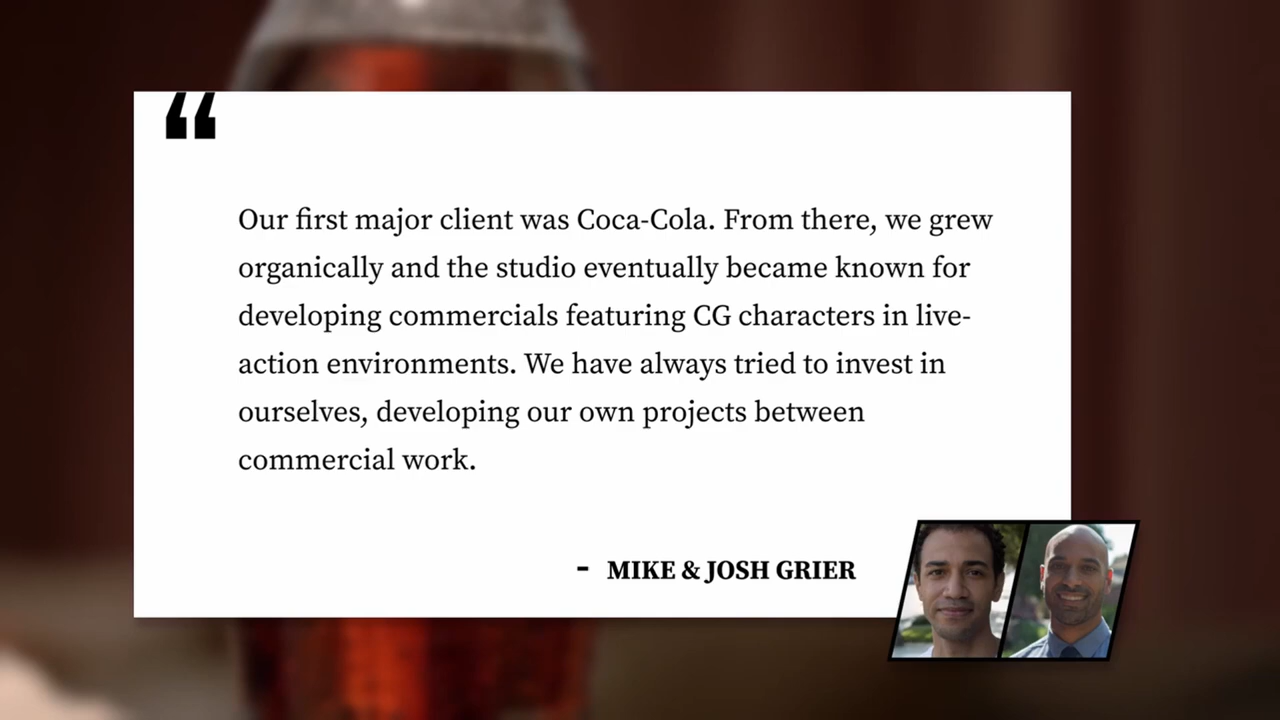 “
Our first major client was Coca-Cola. From there, we grew
organically and the studio eventually became known for
developing commercials featuring CG characters in live-
action environments. We have always tried to invest in
ourselves, developing our own projects between
commercial work.
- MIKE & JOSH GRIER